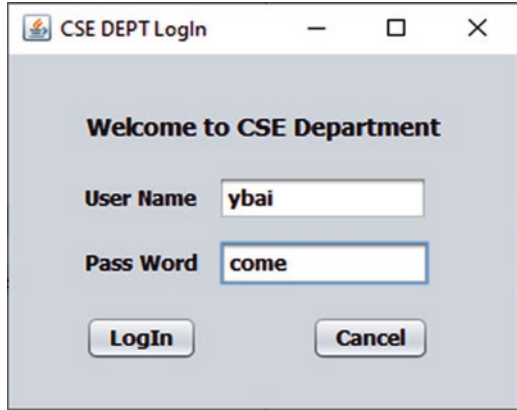 CSE DEPT LogIn
Welcome to CSE Department
User Name ybai
Pass Word come
LogIn Cancel